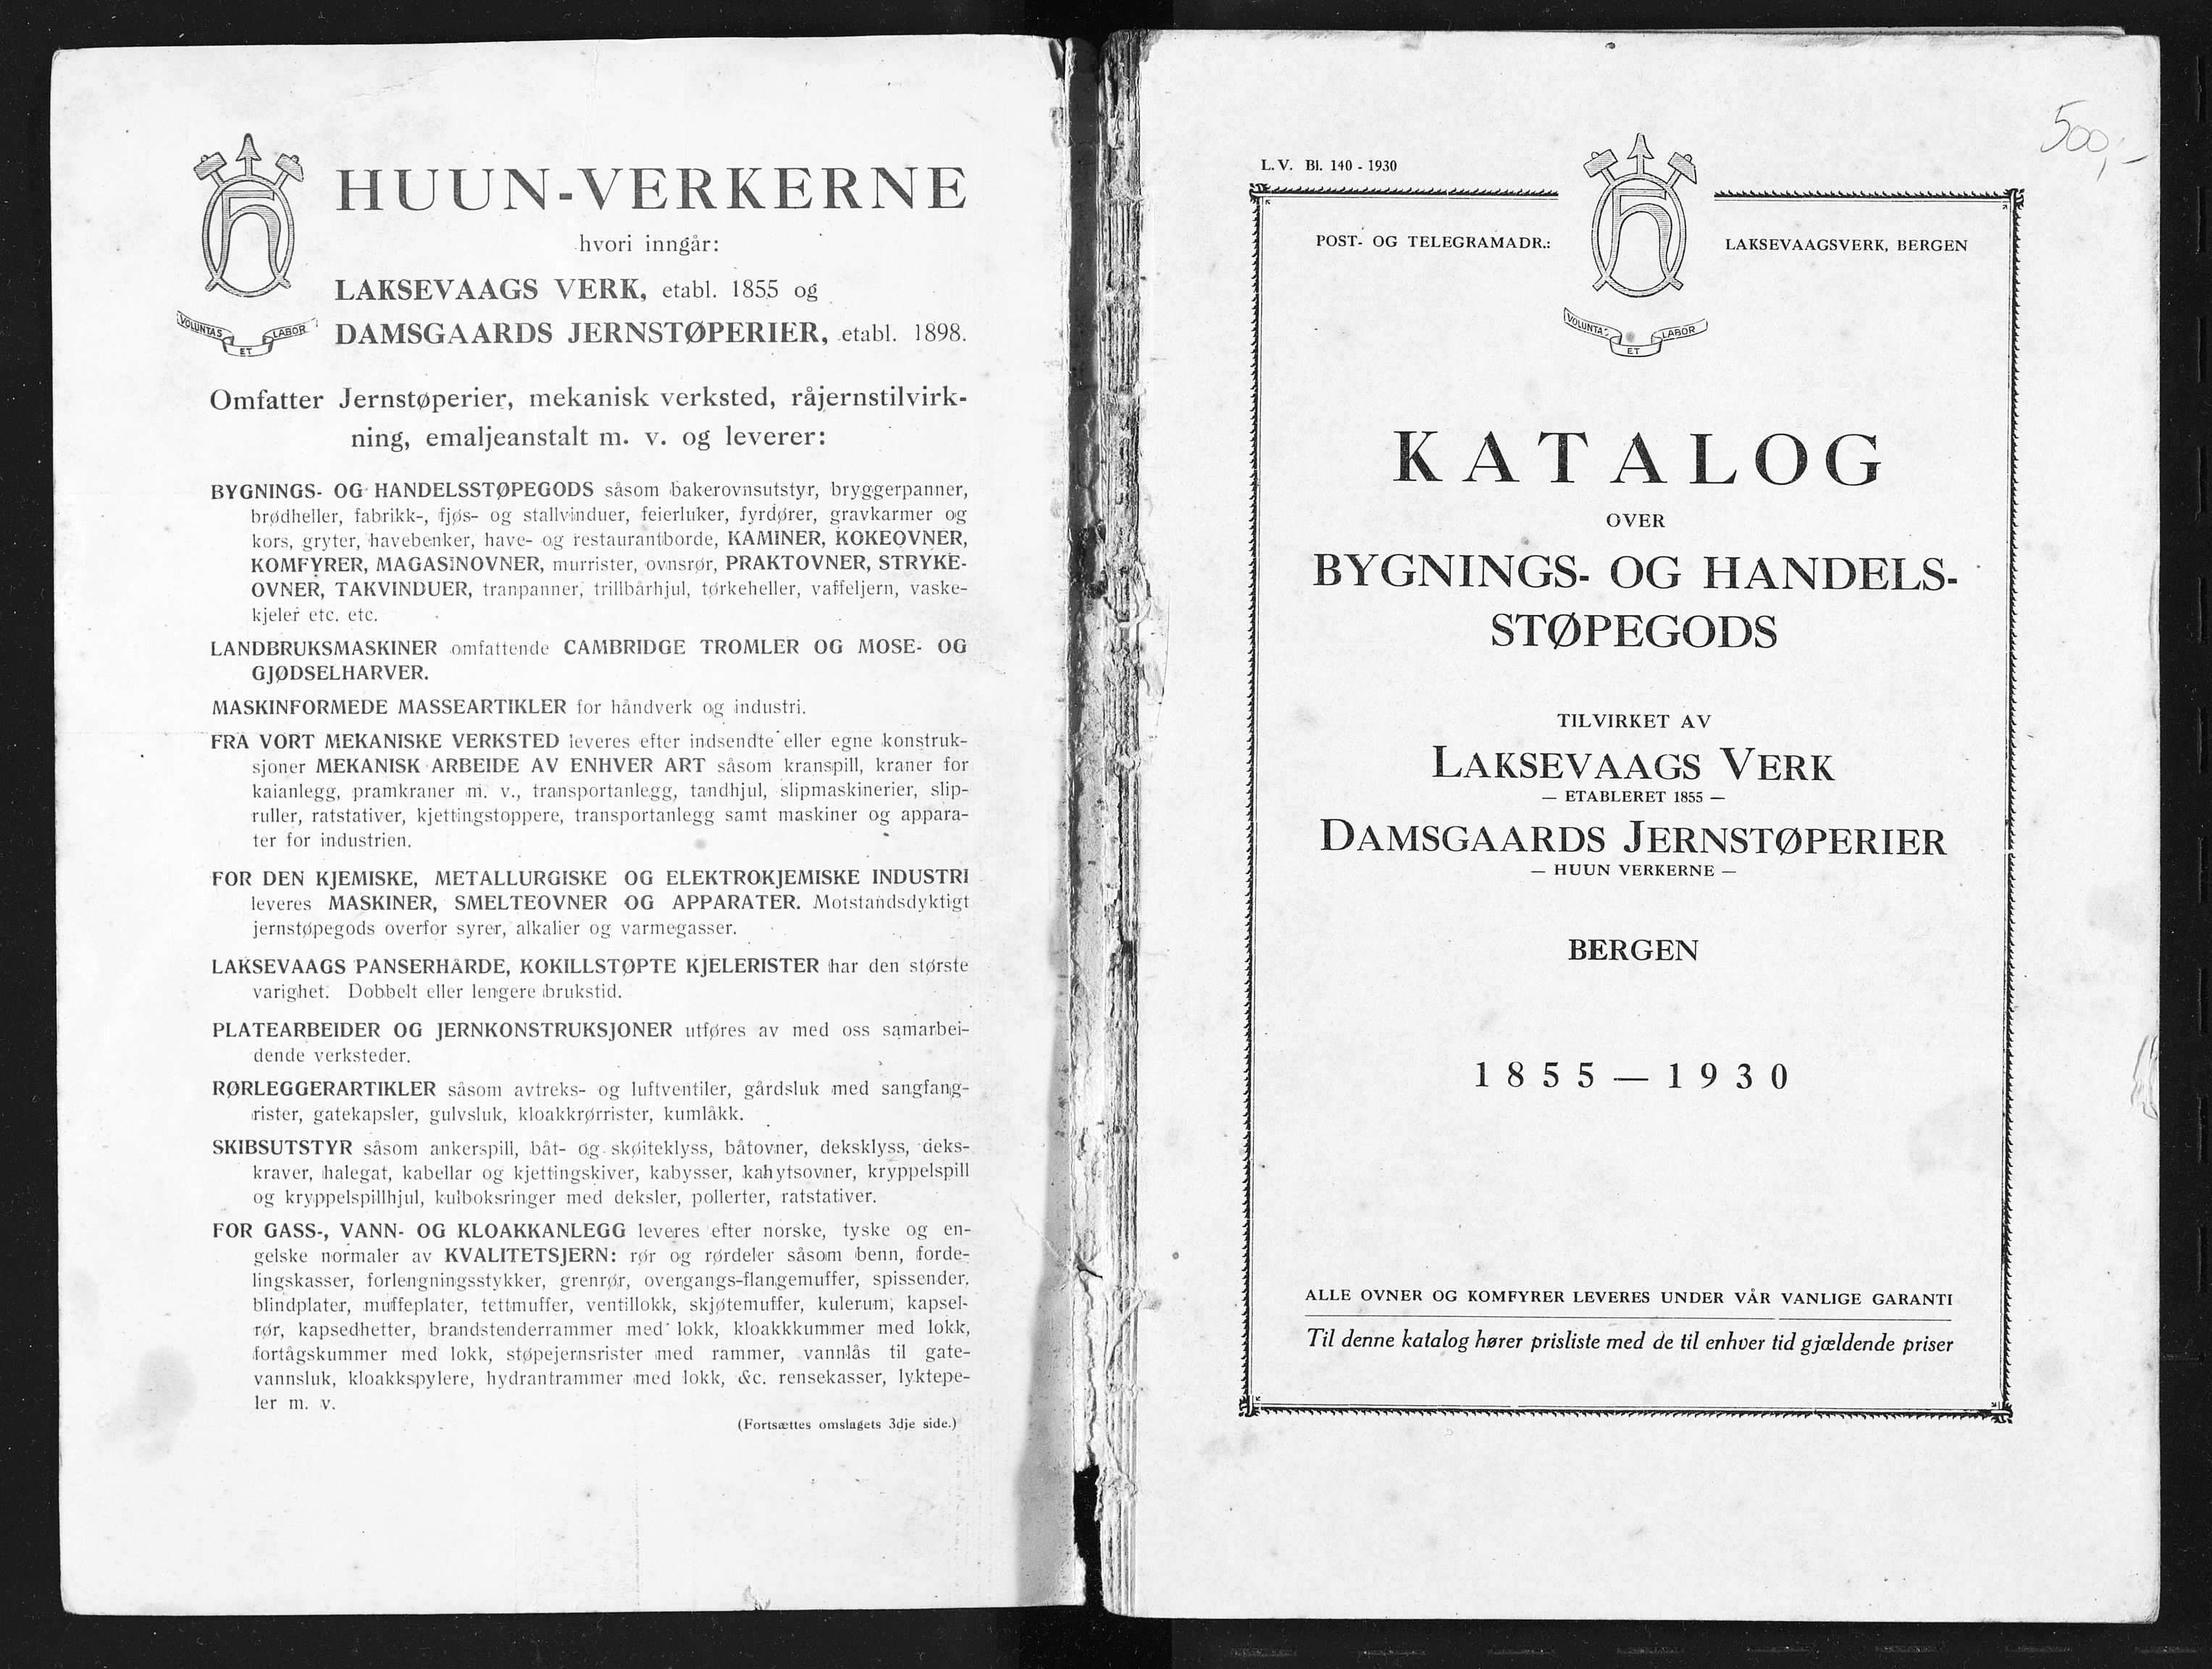 HUUN-VERKERNE
hvori inngår:
LAKSEVAAGS VERK, etabl. 1855 og
DAMSGAARDS JERNSTØPERIER, etabl. 1898.
VOLUNTAS ET LABOR
Omfatter Jernstøperier, mekanisk verksted, råjernstilvirk-
ning, emaljeanstalt m. v. og leverer:
BYGNINGS- OG HANDELSSTØPEGODS såsom bakerovnsutstyr, bryggerpanner,
brødheller, fabrikk-, fjøs- og stallvinduer, feierluker, fyrdører, gravkarmer og
kors, gryter, havebenker, have- og restaurantborde, KAMINER, KOKEOVNER,
KOMFYRER, MAGASINOVNER, murrister, ovnsrør, PRAKTOVNER, STRYKE-
OVNER, TAKVINDUER, tranpanner, trillbårhjul, tørkeheller, vaffeljern, vaske-
kjeler etc. etc.
LANDBRUKSMASKINER omfattende CAMBRIDGE TROMLER OG MOSE- OG
GJØDSELHARVER.
MASKINFORMEDE MASSEARTIKLER for håndverk og industri.
FRA VORT MEKANISKE VERKSTED leveres efter indsendte eller egne konstruk-
sjoner MEKANISK ARBEIDE AV ENHVER ART såsom kranspill, kraner for
kaianlegg, pramkraner m. v., transportanlegg, tandhjul, slipmaskinerier, slip-
ruller, ratstativer, kjettingstoppere, transportanlegg samt maskiner og appara-
ter for industrien.
FOR DEN KJEMISKE, METALLURGISKE OG ELEKTROKJEMISKE INDUSTRI
leveres MASKINER, SMELTEOVNER OG APPARATER. Motstandsdyktigt
jernstøpegods overfor syrer, alkalier og varmegasser.
LAKSEVAAGS PANSERHÅRDE, KOKILLSTØPTE KJELERISTER har den største
varighet. Dobbelt eller lengere brukstid.
PLATEARBEIDER OG JERNKONSTRUKSJONER utføres av med oss samarbei-
dende verksteder.
RØRLEGGERARTIKLER såsom avtreks- og luftventiler, gårdsluk med sangfang-
rister, gatekapsler, gulvsluk, kloakkrørrister, kumlåkk.
SKIBSUTSTYR såsom ankerspill, båt- og skøiteklyss, båtovner, deksklyss, deks-
kraver, halegat, kabellar og kjettingskiver, kabysser, kahytsovner, kryppelspill
og kryppelspillhjul, kulboksringer med deksler, pollerter, ratstativer.
FOR GASS-, VANN- OG KLOAKKANLEGG leveres efter norske, tyske og en-
gelske normaler av KVALITETSJERN: rør og rørdeler såsom benn, forde-
lingskasser, forlengningsstykker, grenrør, overgangs-flangemuffer, spissender,
blindplater, muffeplater, tettmuffer, ventillokk, skjøtemuffer, kulerum, kapsel-
rør, kapsedhetter, brandstenderrammer med lokk, kloakkkummer med lokk,
fortågskummer med lokk, støpejernsrister med rammer, vannlås til gate-
vannsluk, kloakkspylere, hydrantrammer med lokk, &c. rensekasser, lyktepe-
ler m. v.
(Fortsættes omslagets 3dje side.)
500,-
L. V. Bl. 140 - 1930
POST- OG TELEGRAMADR.: LAKSEVAAGSVERK, BERGEN
VOLUNTAS ET LABOR
KATALOG
OVER
BYGNINGS- OG HANDELS-
STØPEGODS
TILVIRKET AV
LAKSEVAAGS VERK
— ETABLERET 1855 —
DAMSGAARDS JERNSTØPERIER
— HUUN VERKERNE —
BERGEN
1855—1930
ALLE OVNER OG KOMFYRER LEVERES UNDER VÅR VANLIGE GARANTI
Til denne katalog hører prisliste med de til enhver tid gjældende priser